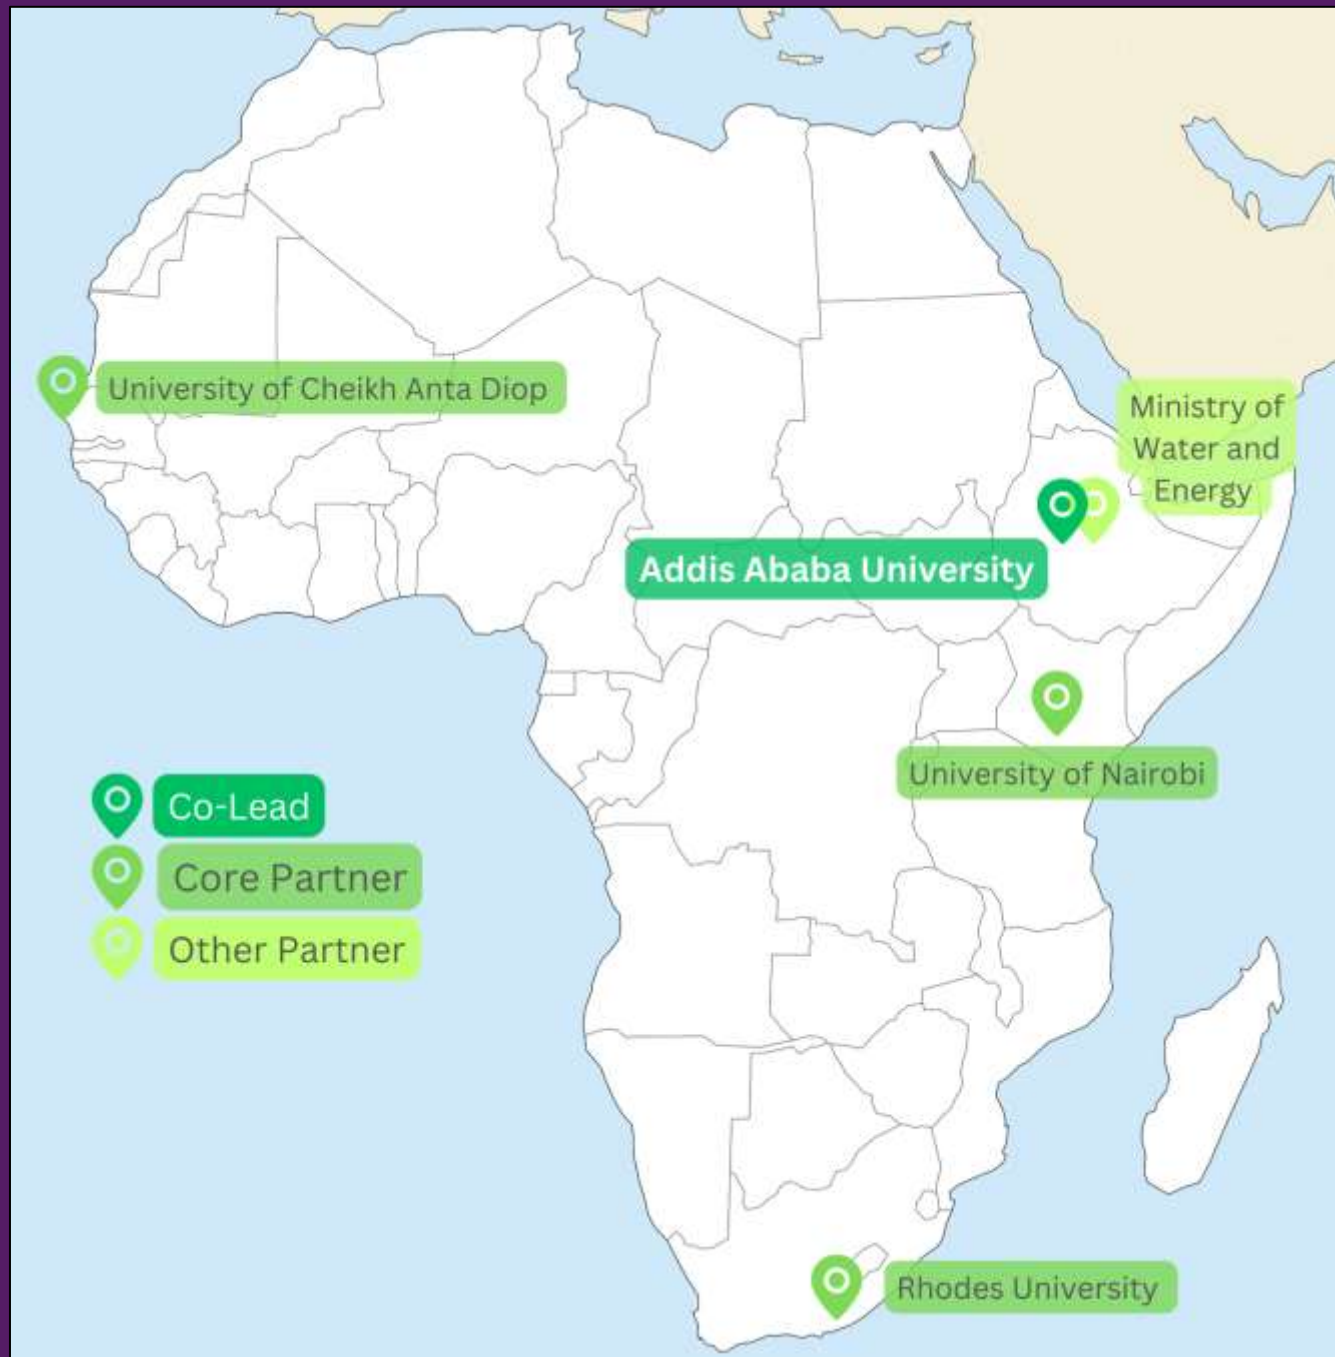 University of Cheikh Anta Diop
Ministry of
Water and
Energy
Addis Ababa University
University of Nairobi
Co-Lead
Core Partner
Other Partner
Rhodes University